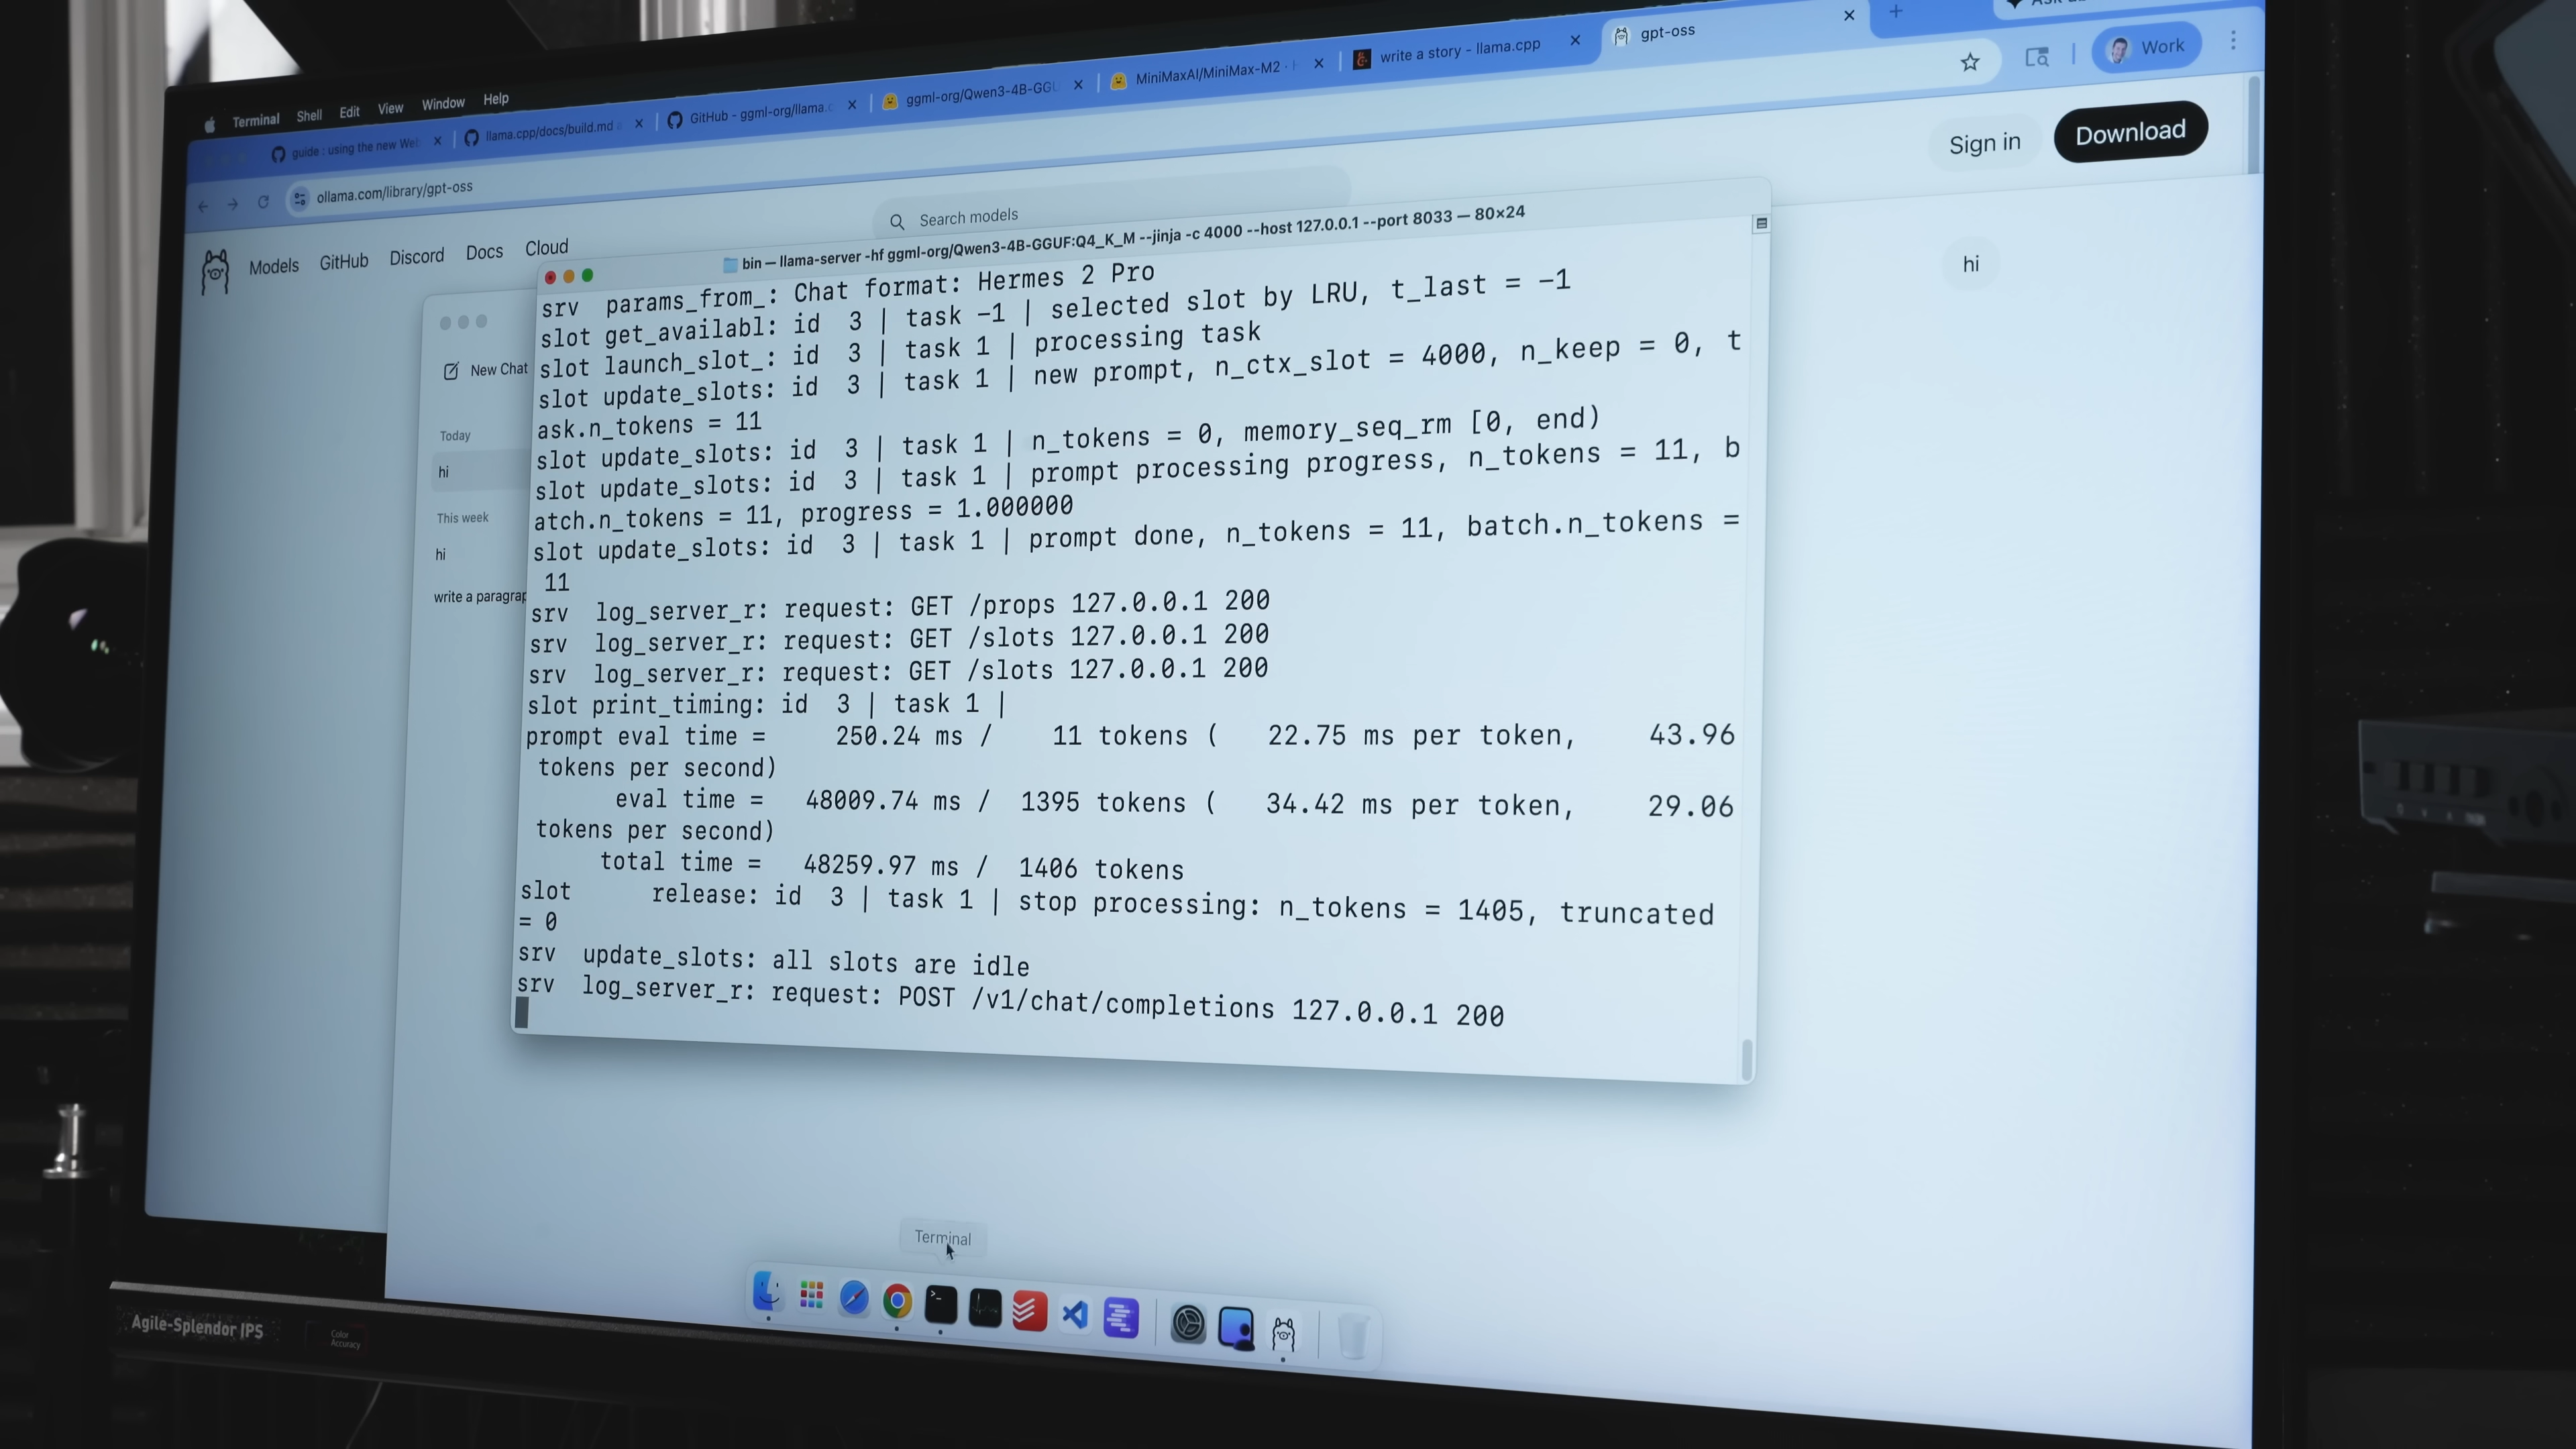 Terminal Shell Edit View Window Help
guide : using the new Wel
llama.cpp/docs/build.md
GitHub - ggml-org/llama.c
ggml-org/Qwen3-4B-GGU
MiniMaxAI/MiniMax-M2 ·
write a story - llama.cpp
gpt-oss
Work
ollama.com/library/gpt-oss
Models GitHub Discord Docs Cloud
Search models
Sign in
Download
hi
New Chat
Today
hi
This week
hi
write a paragrap
bin — llama-server -hf ggml-org/Qwen3-4B-GGUF:Q4_K_M --jinja -c 4000 --host 127.0.0.1 --port 8033 — 80×24
srv  params_from_: Chat format: Hermes 2 Pro
slot get_availabl: id  3 | task -1 | selected slot by LRU, t_last = -1
slot launch_slot_: id  3 | task 1 | processing task
slot update_slots: id  3 | task 1 | new prompt, n_ctx_slot = 4000, n_keep = 0, t
ask.n_tokens = 11
slot update_slots: id  3 | task 1 | n_tokens = 0, memory_seq_rm [0, end)
slot update_slots: id  3 | task 1 | prompt processing progress, n_tokens = 11, b
atch.n_tokens = 11, progress = 1.000000
slot update_slots: id  3 | task 1 | prompt done, n_tokens = 11, batch.n_tokens =
11
srv  log_server_r: request: GET /props 127.0.0.1 200
srv  log_server_r: request: GET /slots 127.0.0.1 200
srv  log_server_r: request: GET /slots 127.0.0.1 200
slot print_timing: id  3 | task 1 |
prompt eval time =     250.24 ms /    11 tokens (   22.75 ms per token,    43.96
tokens per second)
eval time =   48009.74 ms /  1395 tokens (   34.42 ms per token,    29.06
tokens per second)
total time =   48259.97 ms /  1406 tokens
slot      release: id  3 | task 1 | stop processing: n_tokens = 1405, truncated
= 0
srv  update_slots: all slots are idle
srv  log_server_r: request: POST /v1/chat/completions 127.0.0.1 200
Terminal
Agile-Splendor IPS
Color
Accuracy